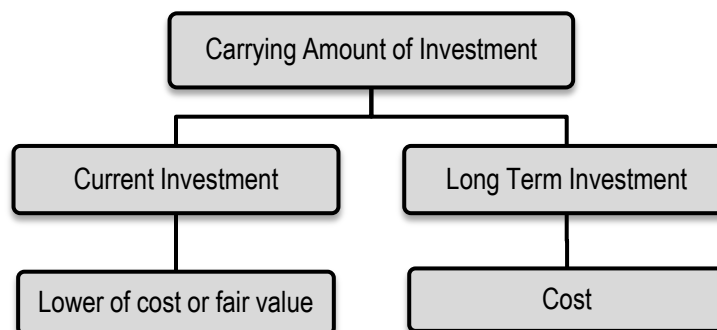 Carrying Amount of Investment
Current Investment
Long Term Investment
Lower of cost or fair value
Cost